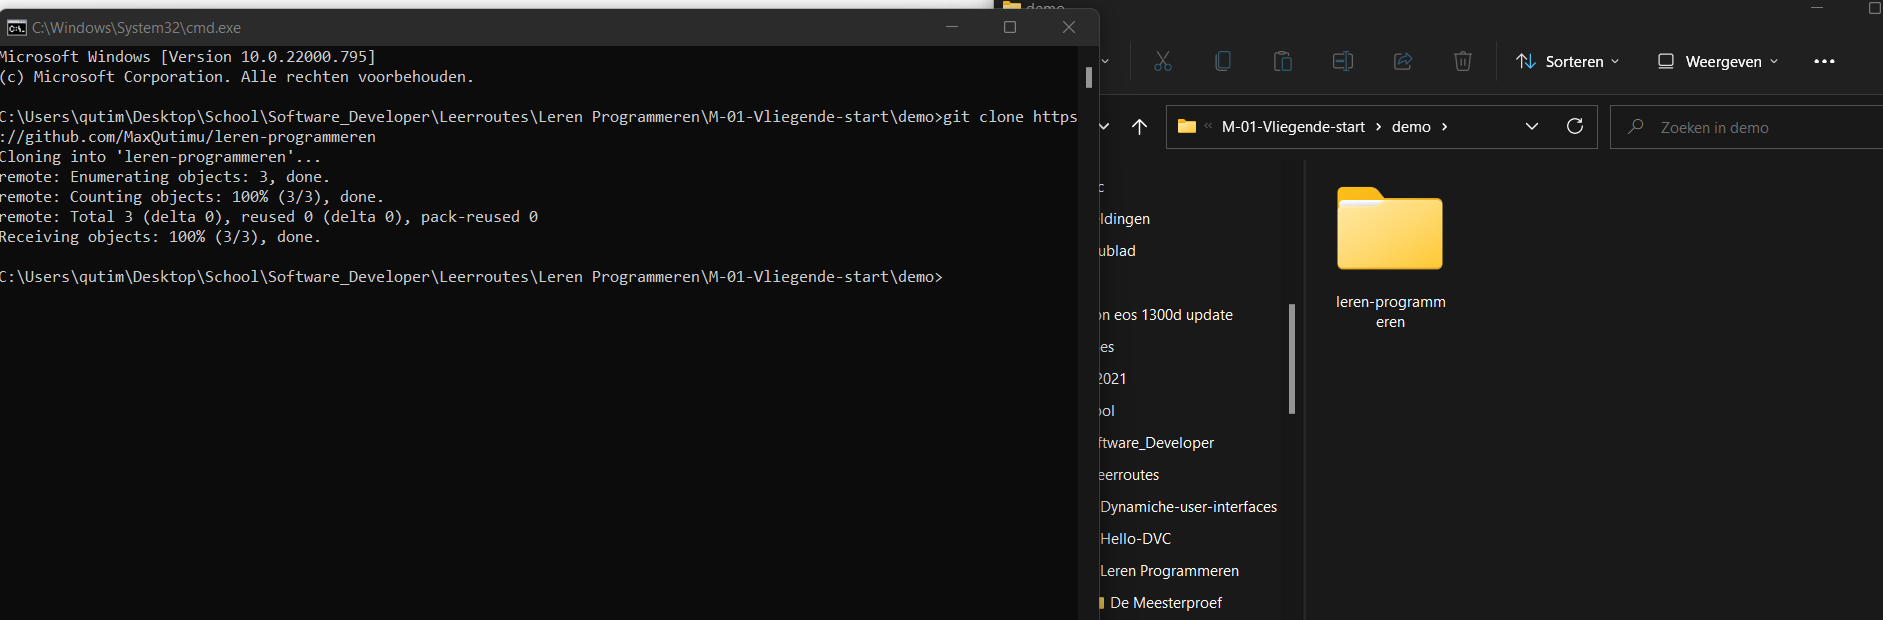 C:\Windows\System32\cmd.exe
Microsoft Windows [Version 10.0.22000.795]
(c) Microsoft Corporation. Alle rechten voorbehouden.
C:\Users\qutim\Desktop\School\Software_Developer\Leerroutes\Leren Programmeren\M-01-Vliegende-start\demo>git clone https
://github.com/MaxQutimu/leren-programmeren
Cloning into 'leren-programmeren'...
remote: Enumerating objects: 3, done.
remote: Counting objects: 100% (3/3), done.
remote: Total 3 (delta 0), reused 0 (delta 0), pack-reused 0
Receiving objects: 100% (3/3), done.
C:\Users\qutim\Desktop\School\Software_Developer\Leerroutes\Leren Programmeren\M-01-Vliegende-start\demo>
demo
Sorteren
Weergeven
M-01-Vliegende-start > demo >
Zoeken in demo
c
ldingen
ublad
on eos 1300d update
es
2021
ool
ftware_Developer
eerroutes
Dynamiche-user-interfaces
Hello-DVC
Leren Programmeren
De Meesterproef
leren-programm
eren